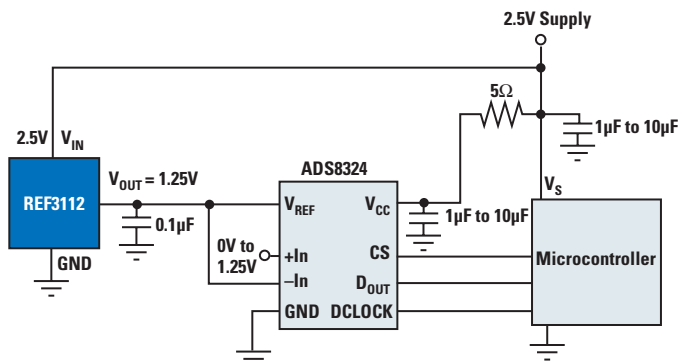 2.5V Supply
5Ω
1µF to 10µF
2.5V VIN
REF3112
VOUT = 1.25V
0.1µF
GND
ADS8324
VREF
VCC
1µF to 10µF
0V to
1.25V
+In
–In
CS
DOUT
GND
DCLOCK
VS
Microcontroller